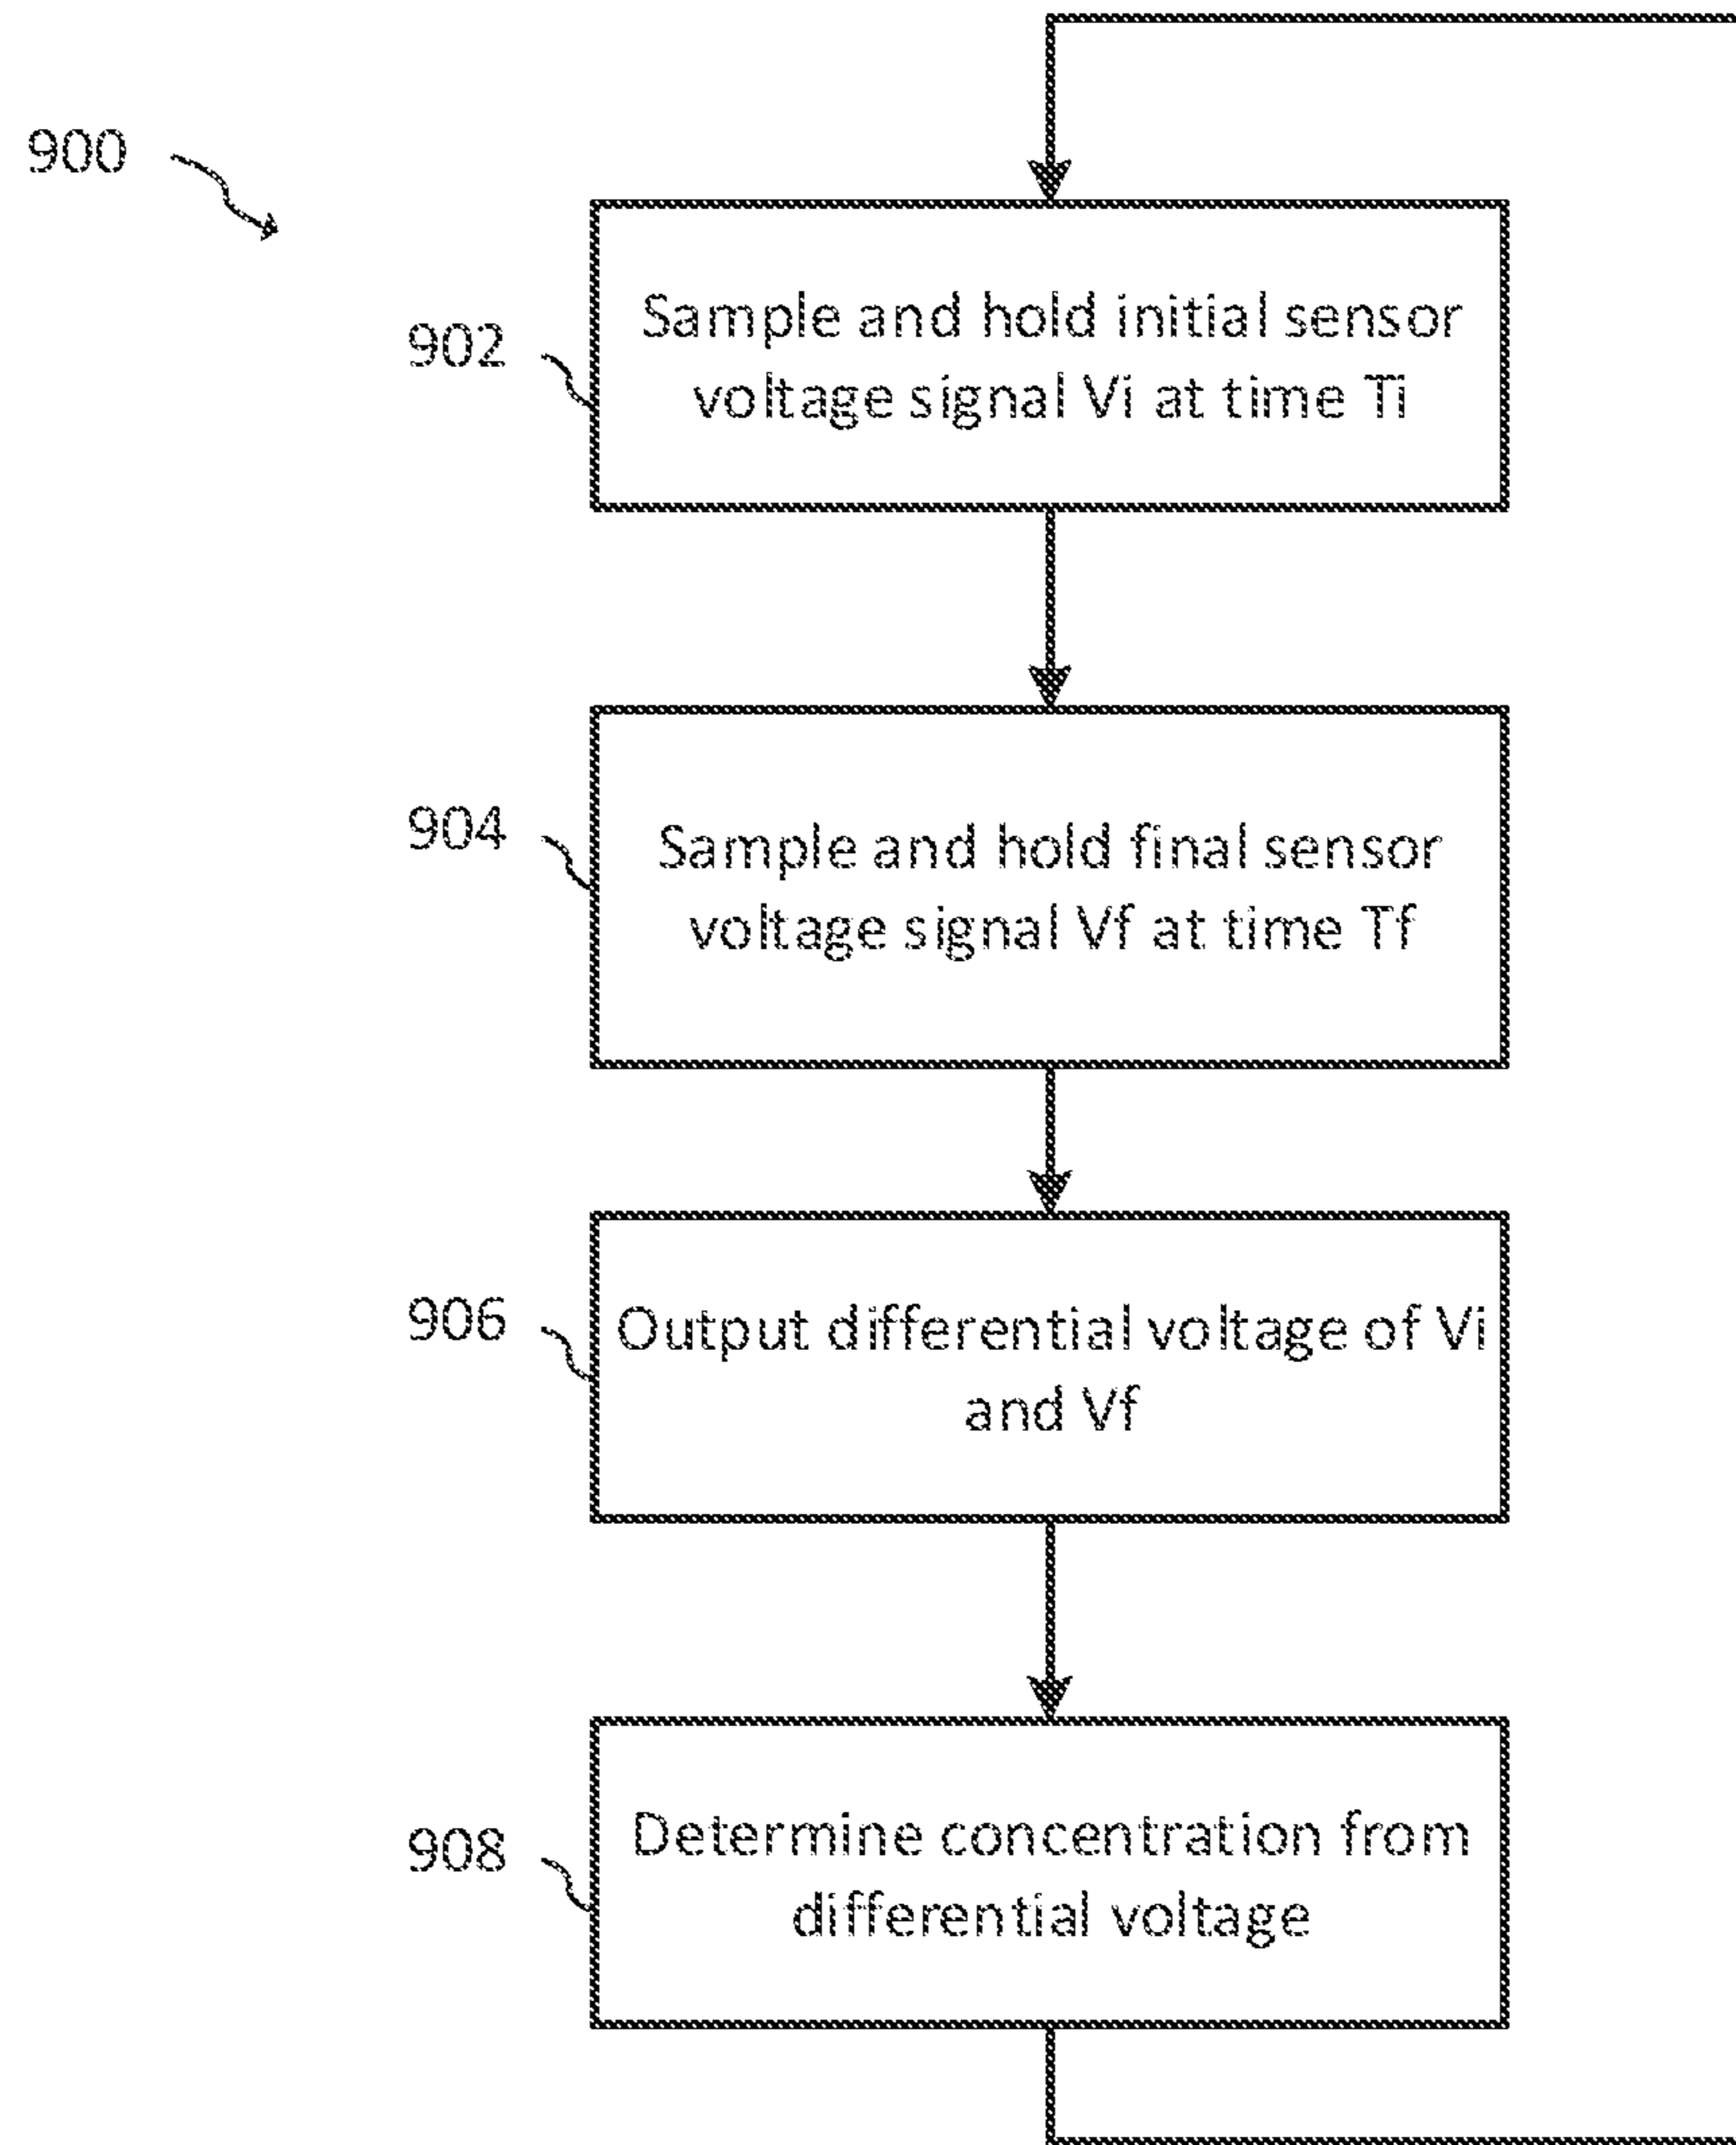 900
902
Sample and hold initial sensor
voltage signal Vi at time Ti
904
Sample and hold final sensor
voltage signal Vf at time Tf
906
Output differential voltage of Vi
and Vf
908
Determine concentration from
differential voltage